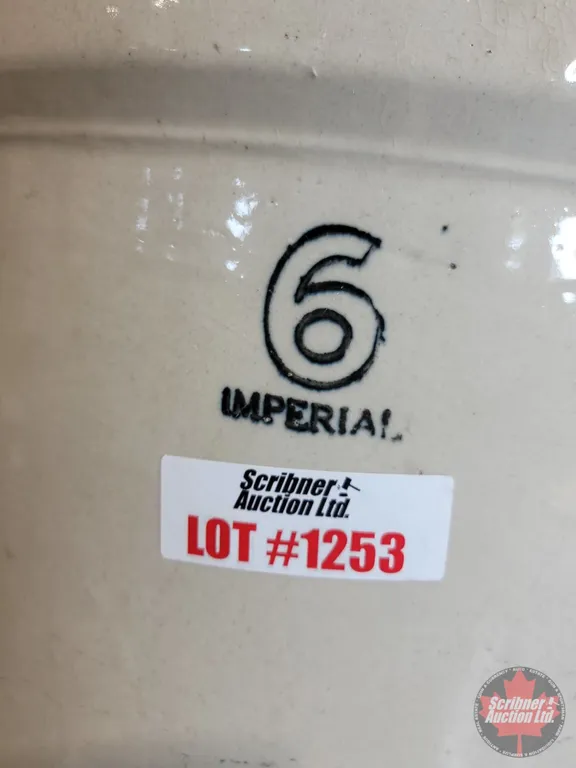 6
IMPERIAL
Scribner
Auction Ltd.
LOT #1253
Scribner
Auction Ltd.